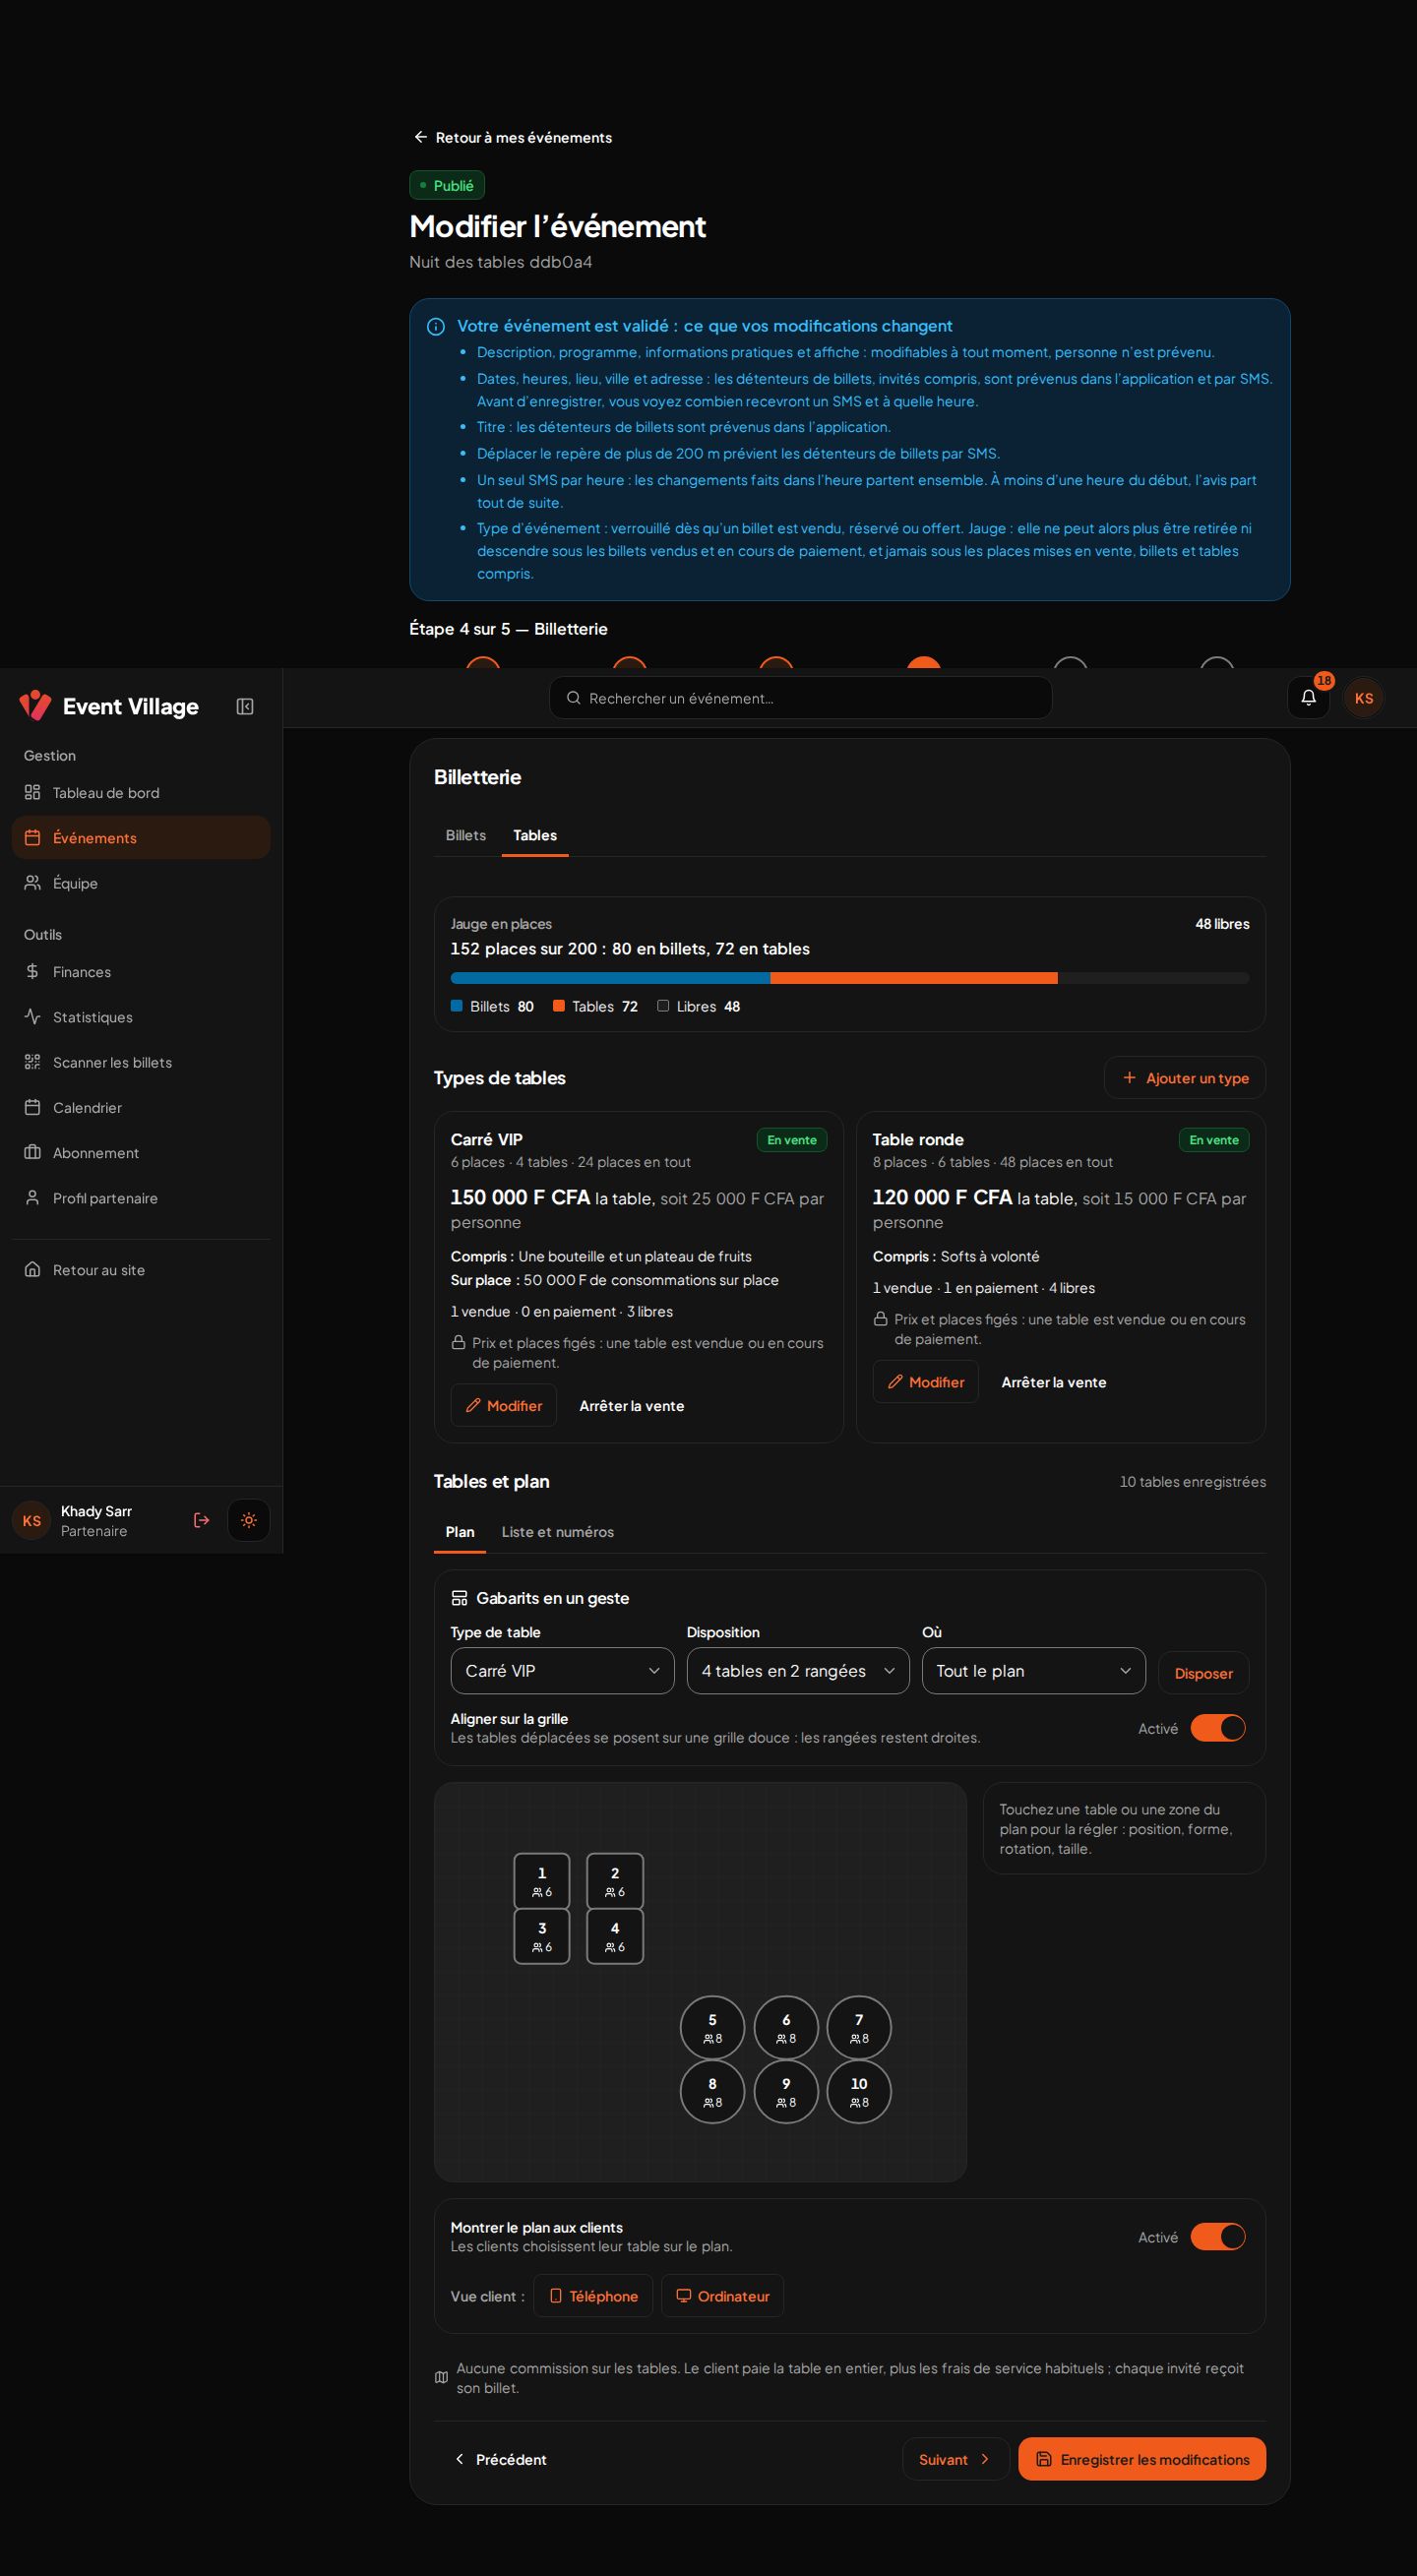 Retour à mes événements
Publié
Modifier l’événement
Nuit des tables ddb0a4
Votre événement est validé : ce que vos modifications changent
Description, programme, informations pratiques et affiche : modifiables à tout moment, personne n’est prévenu.
Dates, heures, lieu, ville et adresse : les détenteurs de billets, invités compris, sont prévenus dans l’application et par SMS.
Avant d’enregistrer, vous voyez combien recevront un SMS et à quelle heure.
Titre : les détenteurs de billets sont prévenus dans l’application.
Déplacer le repère de plus de 200 m prévient les détenteurs de billets par SMS.
Un seul SMS par heure : les changements faits dans l’heure partent ensemble. À moins d’une heure du début, l’avis part
tout de suite.
Type d’événement : verrouillé dès qu’un billet est vendu, réservé ou offert. Jauge : elle ne peut alors plus être retirée ni
descendre sous les billets vendus et en cours de paiement, et jamais sous les places mises en vente, billets et tables
compris.
Étape 4 sur 5 — Billetterie
Event Village
Rechercher un événement…
18
KS
Gestion
Tableau de bord
Événements
Équipe
Outils
Finances
Statistiques
Scanner les billets
Calendrier
Abonnement
Profil partenaire
Retour au site
KS
Khady Sarr
Partenaire
Billetterie
Billets
Tables
Jauge en places
48 libres
152 places sur 200 : 80 en billets, 72 en tables
Billets 80
Tables 72
Libres 48
Types de tables
Ajouter un type
Carré VIP
En vente
6 places · 4 tables · 24 places en tout
150 000 F CFA la table, soit 25 000 F CFA par
personne
Compris : Une bouteille et un plateau de fruits
Sur place : 50 000 F de consommations sur place
1 vendue · 0 en paiement · 3 libres
Prix et places figés : une table est vendue ou en cours
de paiement.
Modifier
Arrêter la vente
Table ronde
En vente
8 places · 6 tables · 48 places en tout
120 000 F CFA la table, soit 15 000 F CFA par
personne
Compris : Softs à volonté
1 vendue · 1 en paiement · 4 libres
Prix et places figés : une table est vendue ou en cours
de paiement.
Modifier
Arrêter la vente
Tables et plan
10 tables enregistrées
Plan
Liste et numéros
Gabarits en un geste
Type de table
Disposition
Où
Carré VIP
4 tables en 2 rangées
Tout le plan
Disposer
Aligner sur la grille
Les tables déplacées se posent sur une grille douce : les rangées restent droites.
Activé
Touchez une table ou une zone du
plan pour la régler : position, forme,
rotation, taille.
1
6
2
6
3
6
4
6
5
8
6
8
7
8
8
8
9
8
10
8
Montrer le plan aux clients
Les clients choisissent leur table sur le plan.
Activé
Vue client :
Téléphone
Ordinateur
Aucune commission sur les tables. Le client paie la table en entier, plus les frais de service habituels ; chaque invité reçoit
son billet.
Précédent
Suivant
Enregistrer les modifications